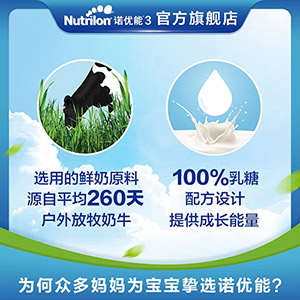 Nutrilon 诺优能3 官方旗舰店
选用的鲜奶原料
源自平均260天
户外放牧奶牛
100%乳糖
配方设计
提供成长能量
为何众多妈妈为宝宝挚选诺优能?